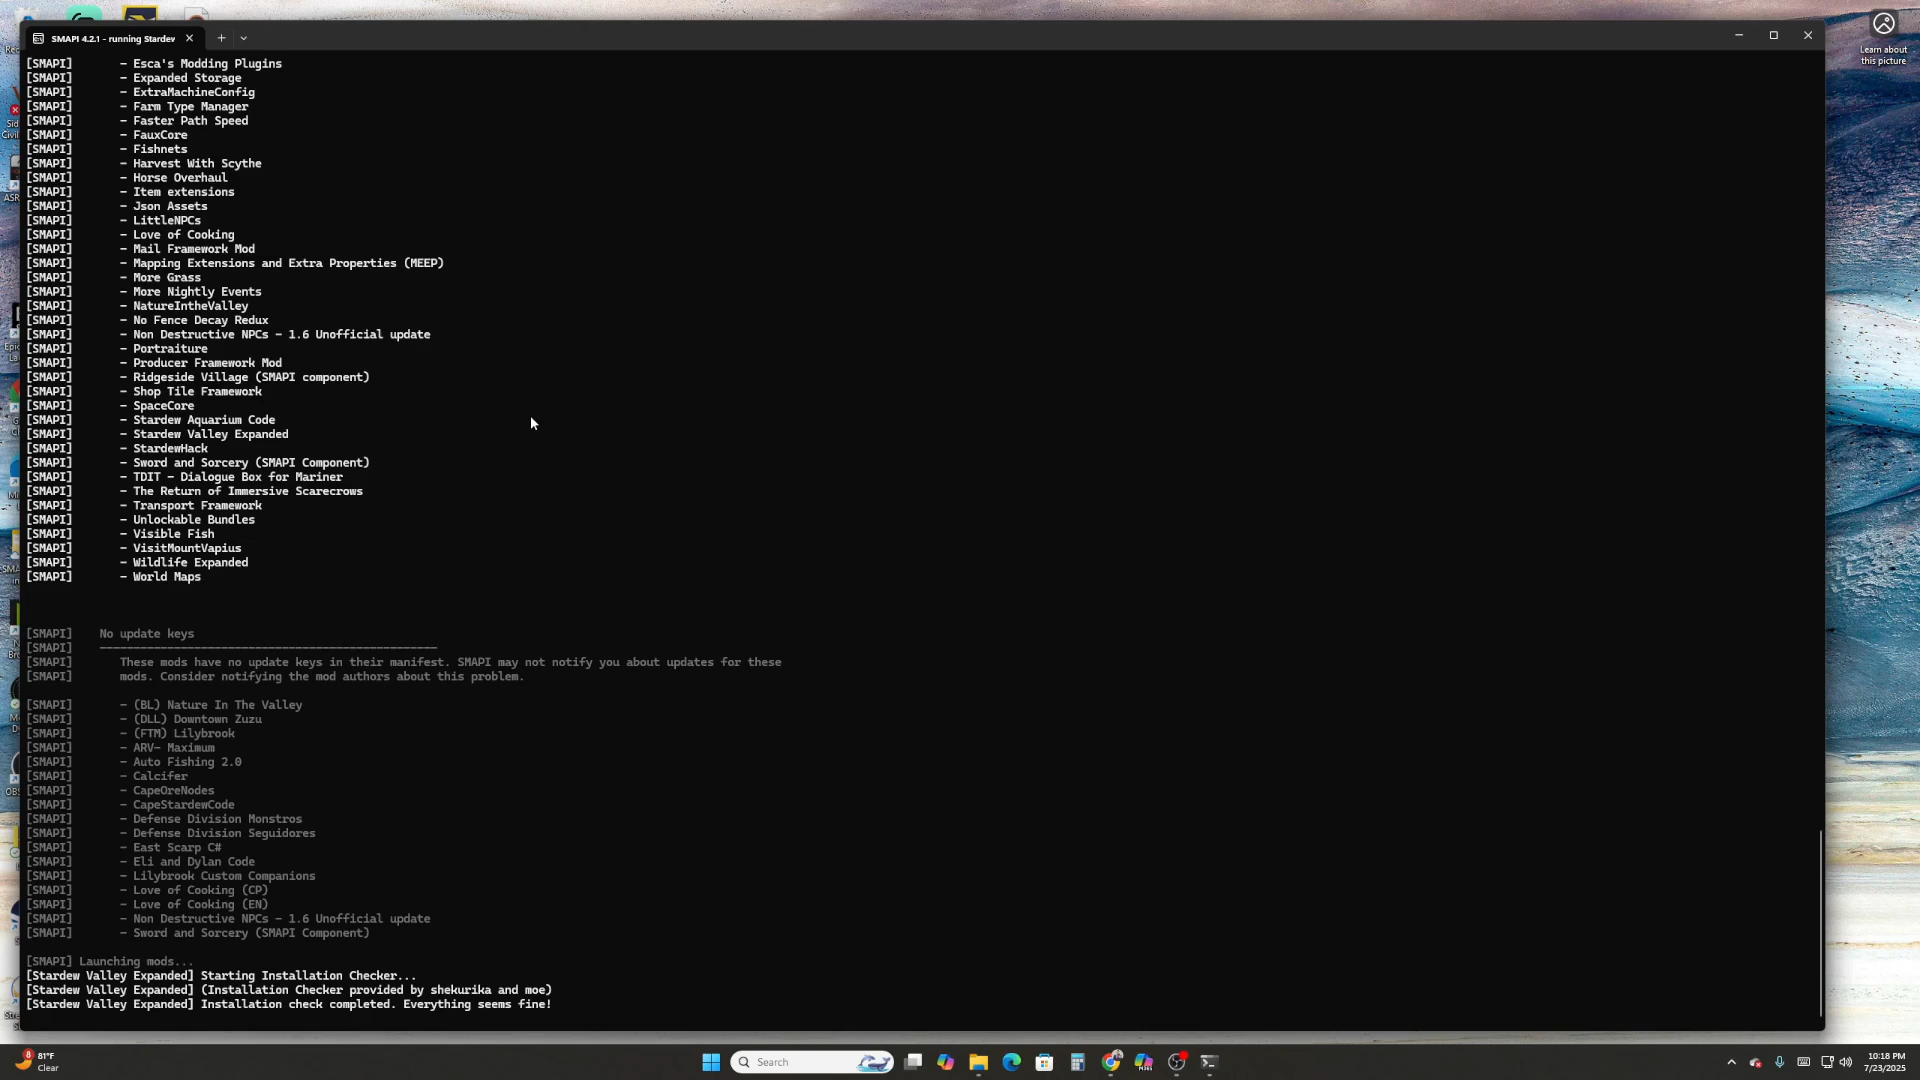 SMAPI 4.2.1 - running Stardew
Learn about
this picture
[SMAPI] - Esca's Modding Plugins
[SMAPI] - Expanded Storage
[SMAPI] - ExtraMachineConfig
[SMAPI] - Farm Type Manager
[SMAPI] - Faster Path Speed
[SMAPI] - FauxCore
[SMAPI] - Fishnets
[SMAPI] - Harvest With Scythe
[SMAPI] - Horse Overhaul
[SMAPI] - Item extensions
[SMAPI] - Json Assets
[SMAPI] - LittleNPCs
[SMAPI] - Love of Cooking
[SMAPI] - Mail Framework Mod
[SMAPI] - Mapping Extensions and Extra Properties (MEEP)
[SMAPI] - More Grass
[SMAPI] - More Nightly Events
[SMAPI] - NatureIntheValley
[SMAPI] - No Fence Decay Redux
[SMAPI] - Non Destructive NPCs - 1.6 Unofficial update
[SMAPI] - Portraiture
[SMAPI] - Producer Framework Mod
[SMAPI] - Ridgeside Village (SMAPI component)
[SMAPI] - Shop Tile Framework
[SMAPI] - SpaceCore
[SMAPI] - Stardew Aquarium Code
[SMAPI] - Stardew Valley Expanded
[SMAPI] - StardewHack
[SMAPI] - Sword and Sorcery (SMAPI Component)
[SMAPI] - TDIT - Dialogue Box for Mariner
[SMAPI] - The Return of Immersive Scarecrows
[SMAPI] - Transport Framework
[SMAPI] - Unlockable Bundles
[SMAPI] - Visible Fish
[SMAPI] - VisitMountVapius
[SMAPI] - Wildlife Expanded
[SMAPI] - World Maps
[SMAPI] No update keys
[SMAPI] --------------------------------------------------
[SMAPI] These mods have no update keys in their manifest. SMAPI may not notify you about updates for these
[SMAPI] mods. Consider notifying the mod authors about this problem.
[SMAPI] - (BL) Nature In The Valley
[SMAPI] - (DLL) Downtown Zuzu
[SMAPI] - (FTM) Lilybrook
[SMAPI] - ARV- Maximum
[SMAPI] - Auto Fishing 2.0
[SMAPI] - Calcifer
[SMAPI] - CapeOreNodes
[SMAPI] - CapeStardewCode
[SMAPI] - Defense Division Monstros
[SMAPI] - Defense Division Seguidores
[SMAPI] - East Scarp C#
[SMAPI] - Eli and Dylan Code
[SMAPI] - Lilybrook Custom Companions
[SMAPI] - Love of Cooking (CP)
[SMAPI] - Love of Cooking (EN)
[SMAPI] - Non Destructive NPCs - 1.6 Unofficial update
[SMAPI] - Sword and Sorcery (SMAPI Component)
[SMAPI] Launching mods...
[Stardew Valley Expanded] Starting Installation Checker...
[Stardew Valley Expanded] (Installation Checker provided by shekurika and moe)
[Stardew Valley Expanded] Installation check completed. Everything seems fine!
8
81°F
Clear
Search
10:18 PM
7/23/2025